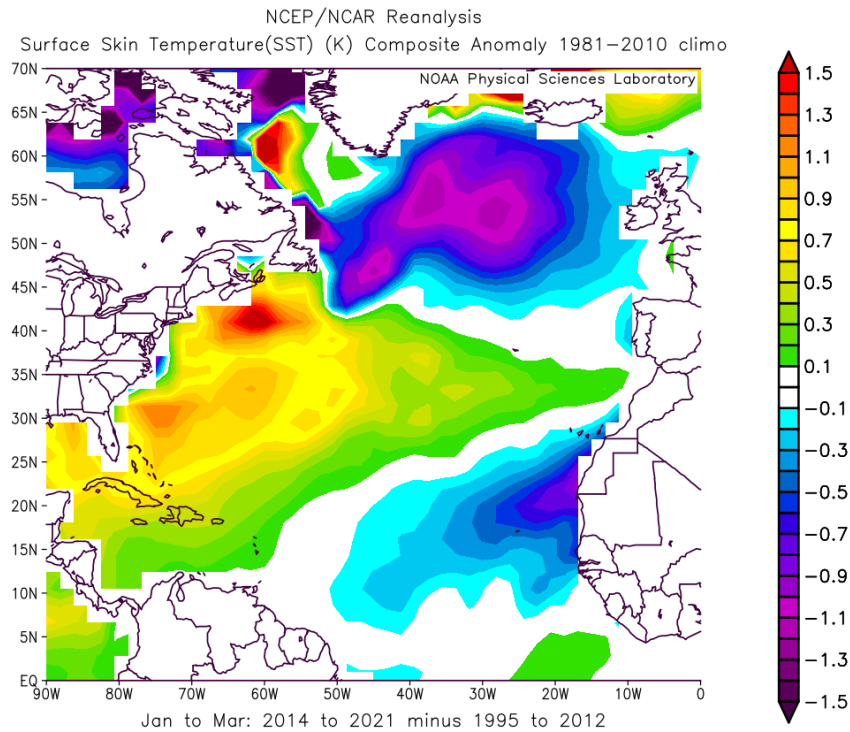 NCEP/NCAR Reanalysis
Surface Skin Temperature(SST) (K) Composite Anomaly 1981−2010 climo
NOAA Physical Sciences Laboratory
70N
65N
60N
55N
50N
45N
40N
35N
30N
25N
20N
15N
10N
5N
EQ
90W 80W 70W 60W 50W 40W 30W 20W 10W 0
Jan to Mar: 2014 to 2021 minus 1995 to 2012
1.5
1.3
1.1
0.9
0.7
0.5
0.3
0.1
−0.1
−0.3
−0.5
−0.7
−0.9
−1.1
−1.3
−1.5